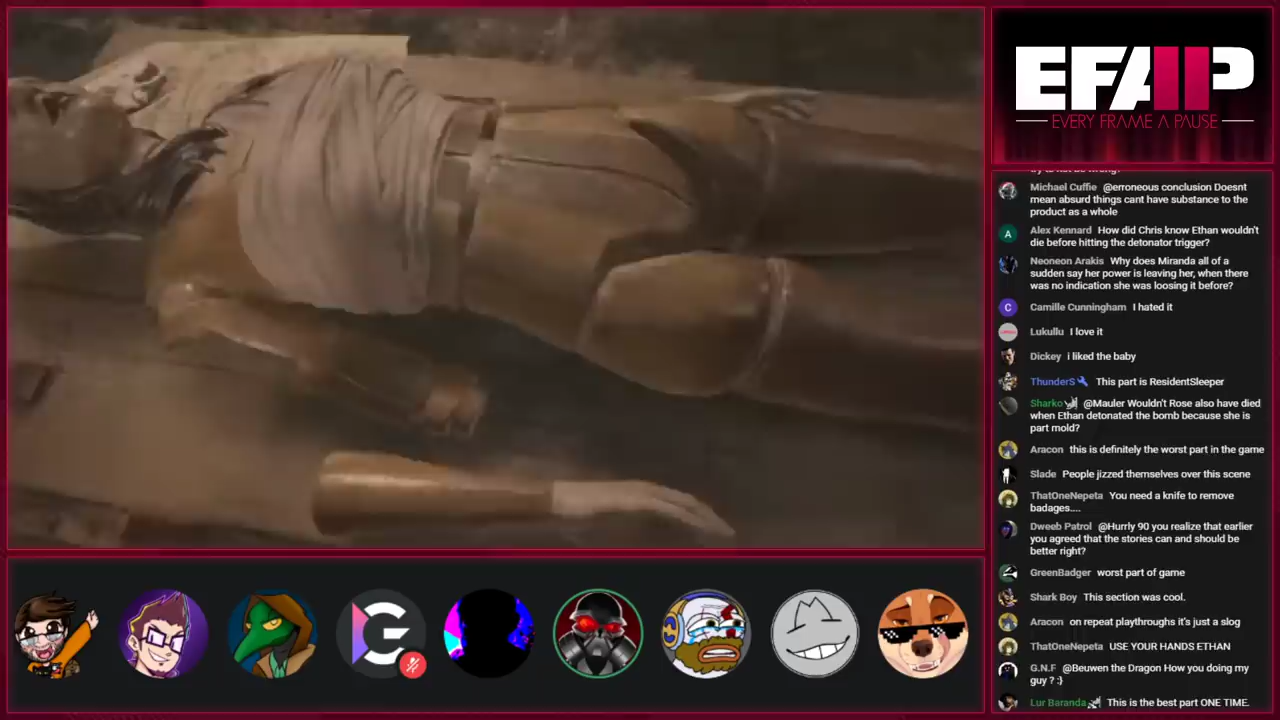 EFAP
EVERY FRAME A PAUSE
try to not be wrong?
Michael Cuffie @erroneous conclusion Doesnt
mean absurd things cant have substance to the
product as a whole
A
Alex Kennard How did Chris know Ethan wouldn't
die before hitting the detonator trigger?
Neoneon Arakis Why does Miranda all of a
sudden say her power is leaving her, when there
was no indication she was loosing it before?
C
Camille Cunningham I hated it
Lukullu I love it
Dickey i liked the baby
ThunderS This part is ResidentSleeper
Sharko @Mauler Wouldn't Rose also have died
when Ethan detonated the bomb because she is
part mold?
Aracon this is definitely the worst part in the game
Slade People jizzed themselves over this scene
ThatOneNepeta You need a knife to remove
badages....
Dweeb Patrol @Hurrly 90 you realize that earlier
you agreed that the stories can and should be
better right?
GreenBadger worst part of game
Shark Boy This section was cool.
Aracon on repeat playthroughs it's just a slog
ThatOneNepeta USE YOUR HANDS ETHAN
G.N.F @Beuwen the Dragon How you doing my
guy ? :}
Lur Baranda This is the best part ONE TIME.